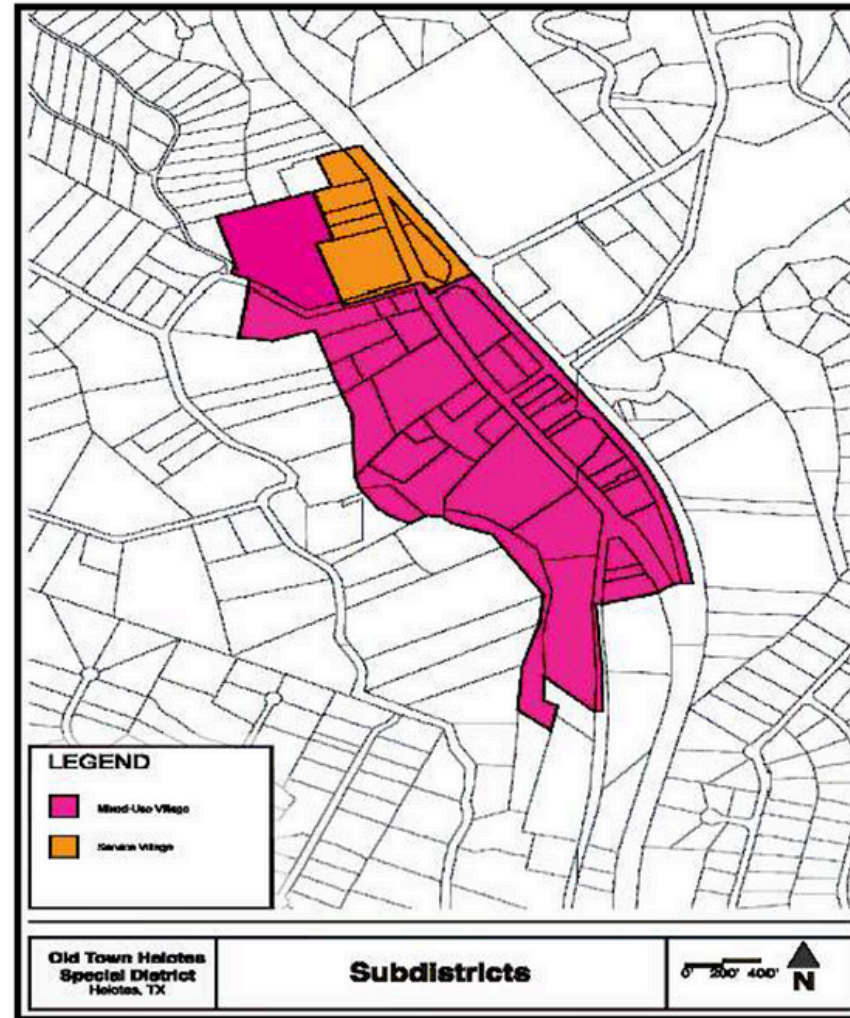 LEGEND
Mixed-Use Village
Service Village
Old Town Helotes
Special District
Helotes, TX
Subdistricts
0' 200' 400'
N